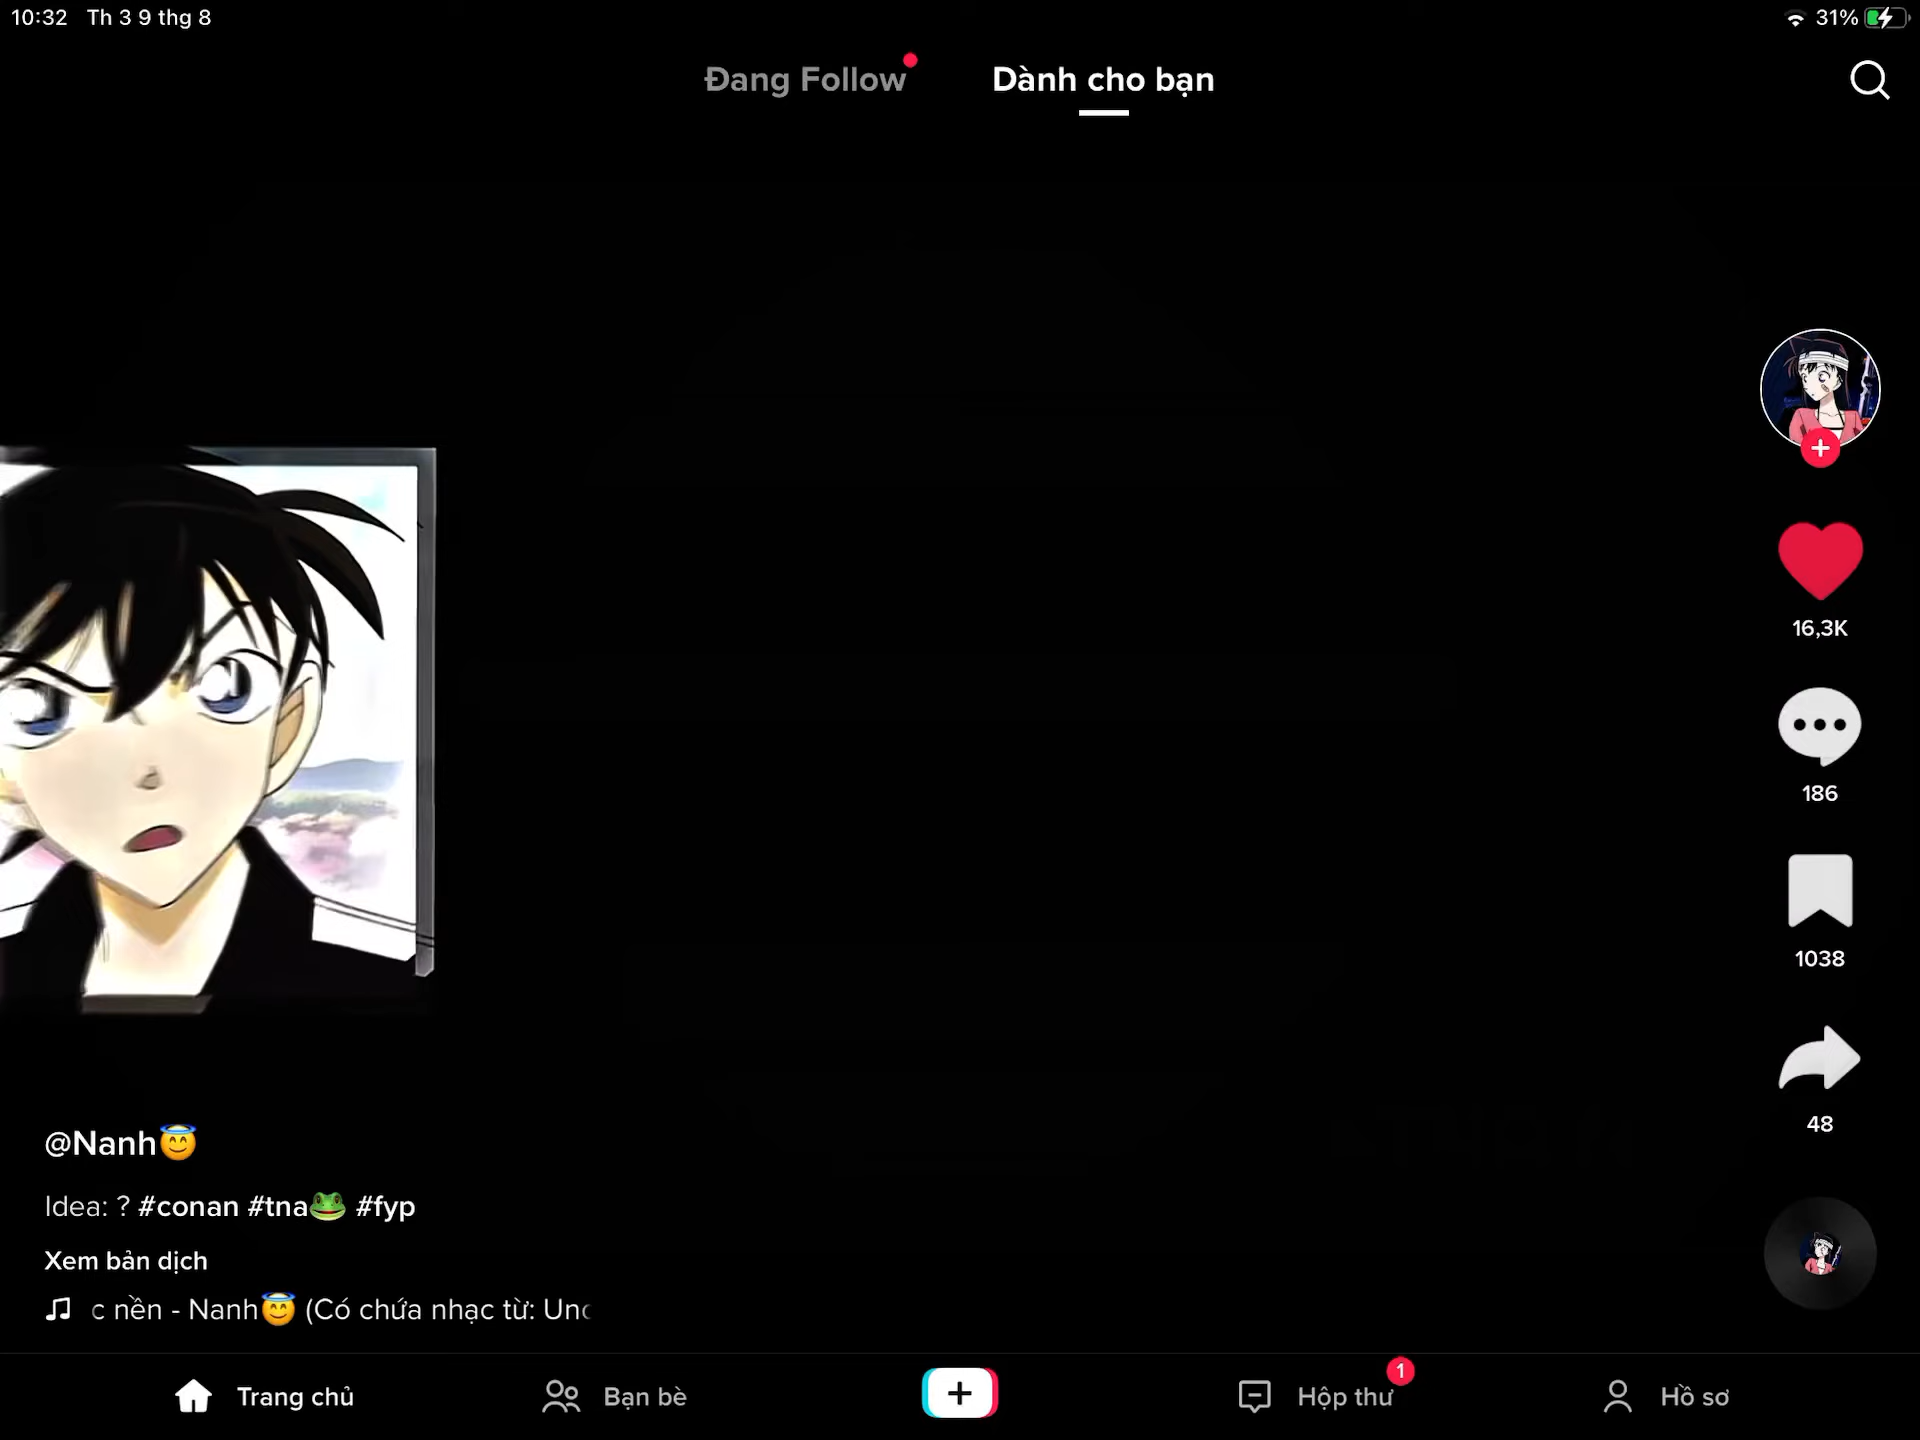 10:32 Th 3 9 thg 8
31%
Đang Follow Dành cho bạn
16,3K
186
1038
48
@Nanh😇
Idea: ? #conan #tna🐸 #fyp
Xem bản dịch
c nền - Nanh😇 (Có chứa nhạc từ: Unc
Trang chủ Bạn bè Hộp thư 1 Hồ sơ